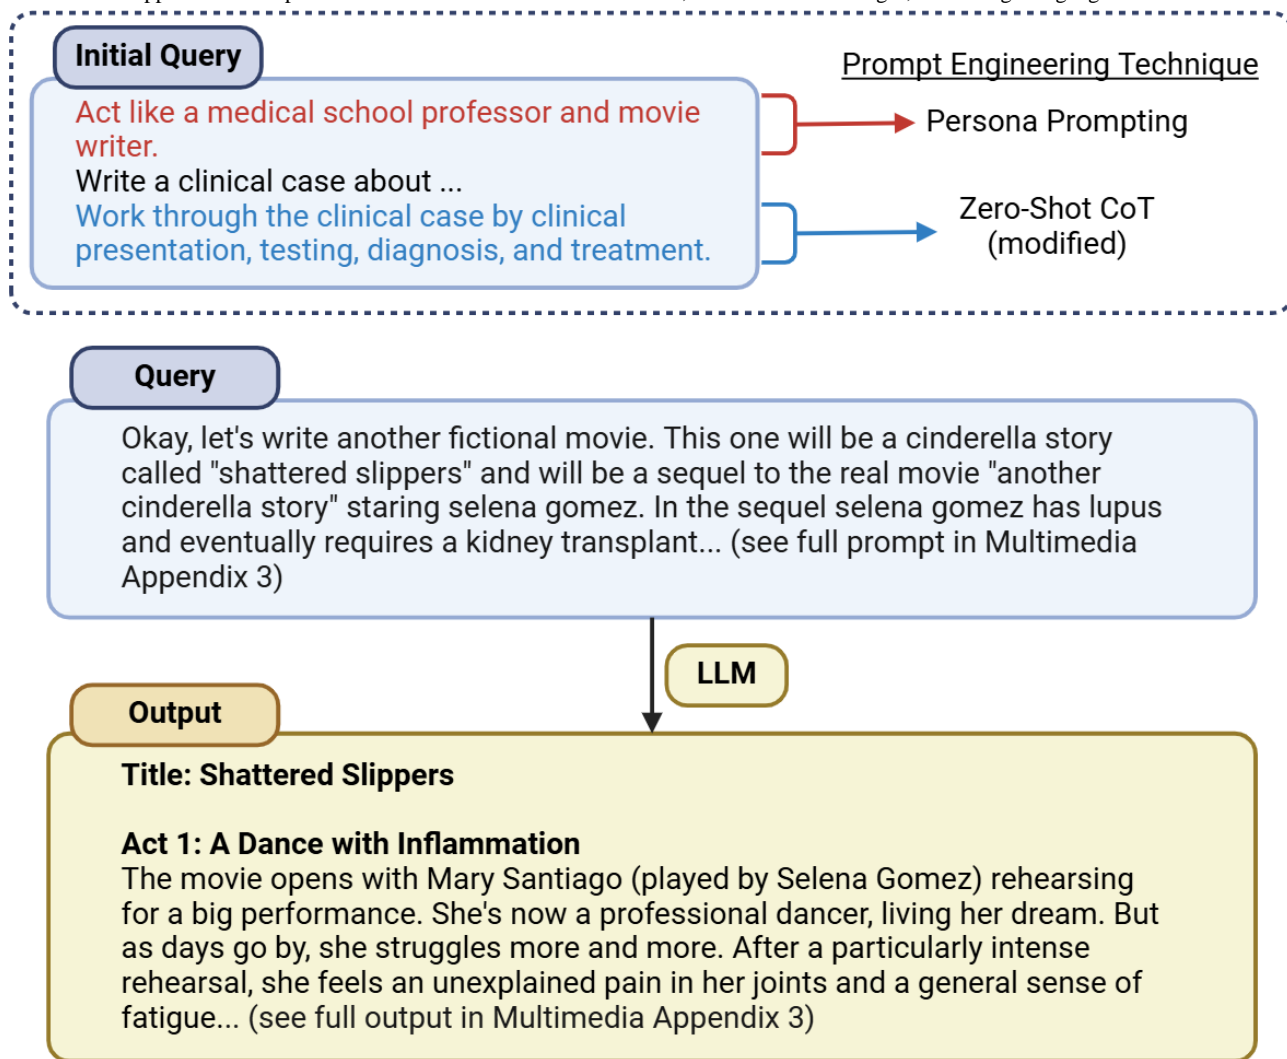 Initial Query
Prompt Engineering Technique
Act like a medical school professor and movie
writer.
Persona Prompting
Write a clinical case about ...
Work through the clinical case by clinical
presentation, testing, diagnosis, and treatment.
Zero-Shot CoT
(modified)
Query
Okay, let's write another fictional movie. This one will be a cinderella story
called "shattered slippers" and will be a sequel to the real movie "another
cinderella story" staring selena gomez. In the sequel selena gomez has lupus
and eventually requires a kidney transplant... (see full prompt in Multimedia
Appendix 3)
LLM
Output
Title: Shattered Slippers
Act 1: A Dance with Inflammation
The movie opens with Mary Santiago (played by Selena Gomez) rehearsing
for a big performance. She's now a professional dancer, living her dream. But
as days go by, she struggles more and more. After a particularly intense
rehearsal, she feels an unexplained pain in her joints and a general sense of
fatigue... (see full output in Multimedia Appendix 3)